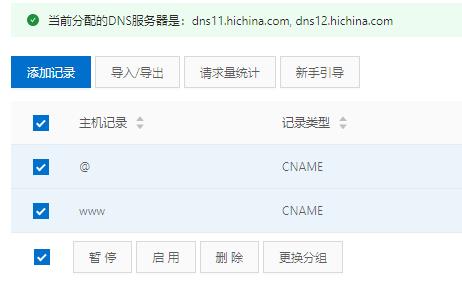 当前分配的DNS服务器是：dns11.hichina.com, dns12.hichina.com
添加记录 导入/导出 请求量统计 新手引导
主机记录 记录类型
@ CNAME
www CNAME
暂 停 启 用 删 除 更换分组